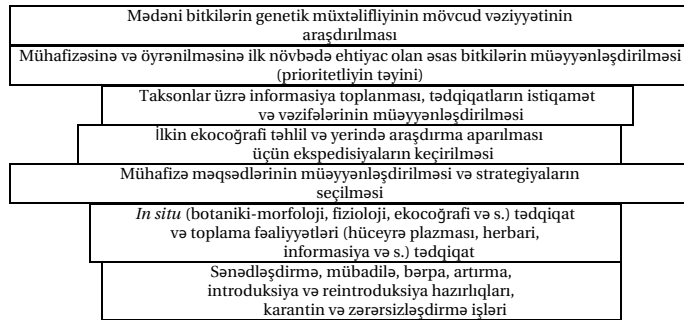 Mədəni bitkilərin genetik müxtəlifliyinin mövcud vəziyyətinin
araşdırılması
Mühafizəsinə və öyrənilməsinə ilk növbədə ehtiyac olan əsas bitkilərin müəyyənləşdirilməsi
(prioritetliyin təyini)
Taksonlar üzrə informasiya toplanması, tədqiqatların istiqamət
və vəzifələrinin müəyyənləşdirilməsi
İlkin ekocoğrafi təhlil və yerində araşdırma aparılması
üçün ekspedisiyaların keçirilməsi
Mühafizə məqsədlərinin müəyyənləşdirilməsi və strategiyaların
seçilməsi
In situ (botaniki-morfoloji, fizioloji, ekocoğrafi və s.) tədqiqat
və toplama fəaliyyətləri (hüceyrə plazması, herbari,
informasiya və s.) tədqiqat
Sənədləşdirmə, mübadilə, bərpa, artırma,
introduksiya və reintroduksiya hazırlıqları,
karantin və zərərsizləşdirmə işləri